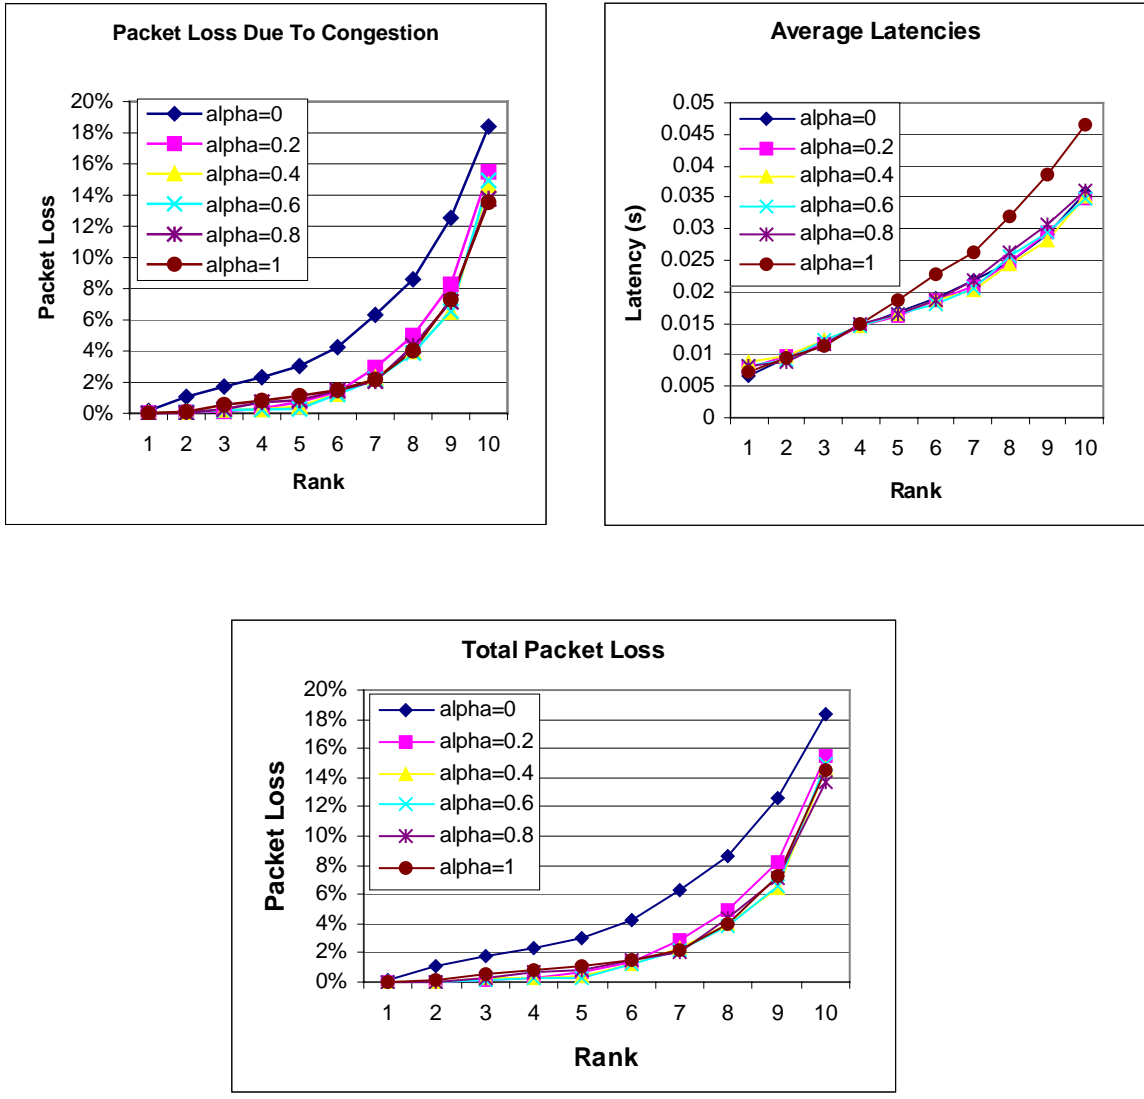 Packet Loss Due To Congestion
20%
18%
16%
14%
12%
10%
8%
6%
4%
2%
0%
Packet Loss
alpha=0
alpha=0.2
alpha=0.4
alpha=0.6
alpha=0.8
alpha=1
1 2 3 4 5 6 7 8 9 10
Rank
Average Latencies
0.05
0.045
0.04
0.035
0.03
0.025
0.02
0.015
0.01
0.005
0
Latency (s)
alpha=0
alpha=0.2
alpha=0.4
alpha=0.6
alpha=0.8
alpha=1
1 2 3 4 5 6 7 8 9 10
Rank
Total Packet Loss
20%
18%
16%
14%
12%
10%
8%
6%
4%
2%
0%
Packet Loss
alpha=0
alpha=0.2
alpha=0.4
alpha=0.6
alpha=0.8
alpha=1
1 2 3 4 5 6 7 8 9 10
Rank